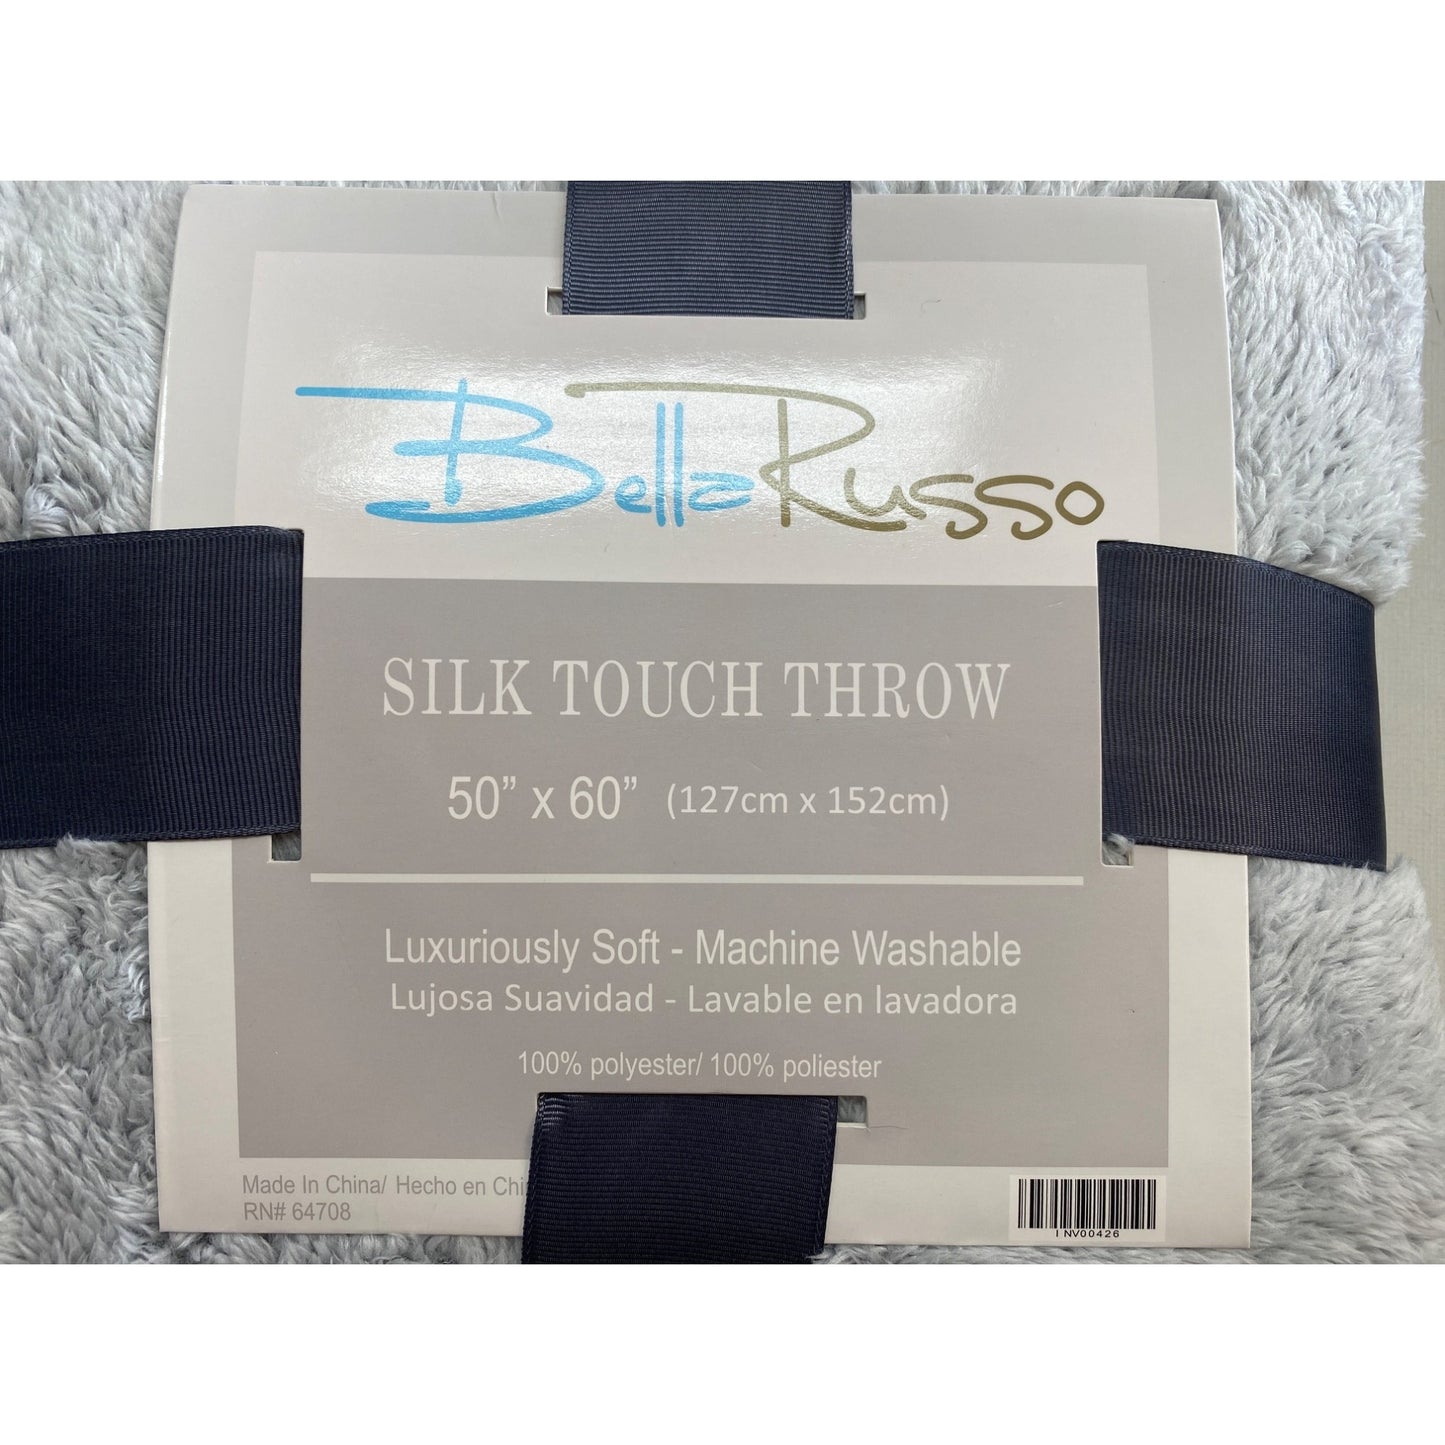 BellaRusso
SILK TOUCH THROW
50” x 60” (127cm x 152cm)
Luxuriously Soft - Machine Washable
Lujosa Suavidad - Lavable en lavadora
100% polyester/ 100% poliester
Made In China/ Hecho en Chi
RN# 64708
INV00426